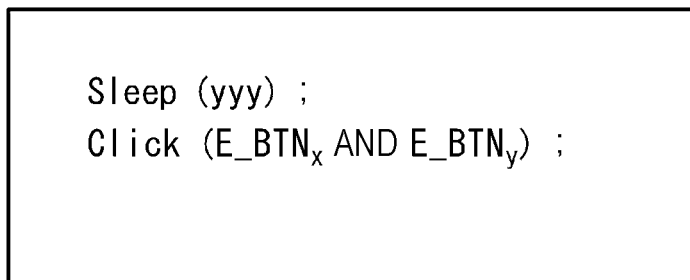 Sleep (yyy) ;
Click (E_BTNx AND E_BTNy) ;